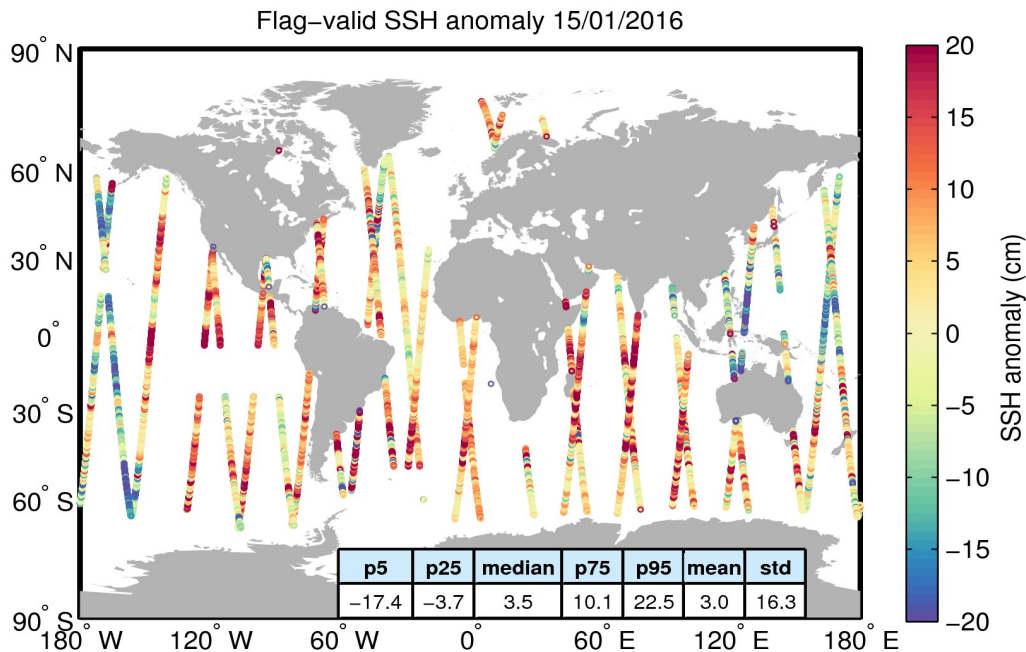 Flag−valid SSH anomaly 15/01/2016
90° N
60° N
30° N
0°
30° S
60° S
90° S
180° W
120° W
60° W
0°
60° E
120° E
180° E
p5 p25 median p75 p95 mean std
−17.4 −3.7 3.5 10.1 22.5 3.0 16.3
20
15
10
5
0
−5
−10
−15
−20
SSH anomaly (cm)